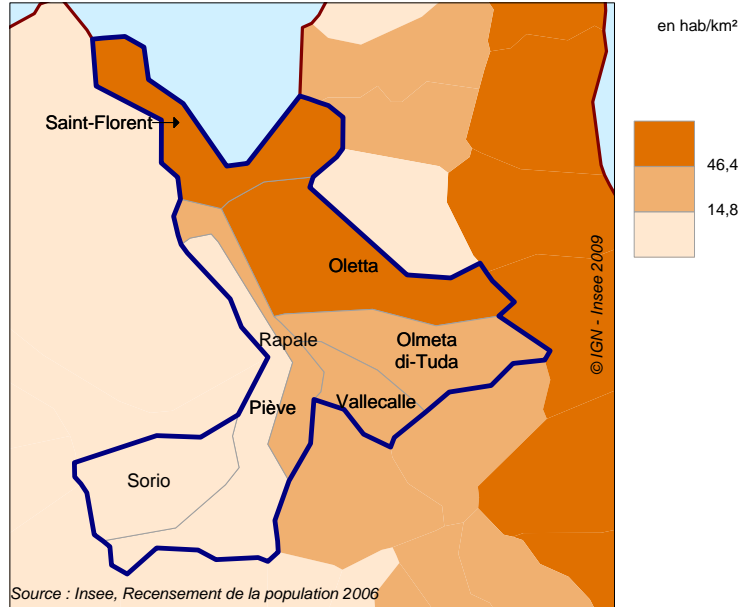 en hab/km²
46,4
14,8
Saint-Florent
Oletta
Rapale
Olmeta
di-Tuda
Piève
Vallecalle
Sorio
© IGN - Insee 2009
Source : Insee, Recensement de la population 2006